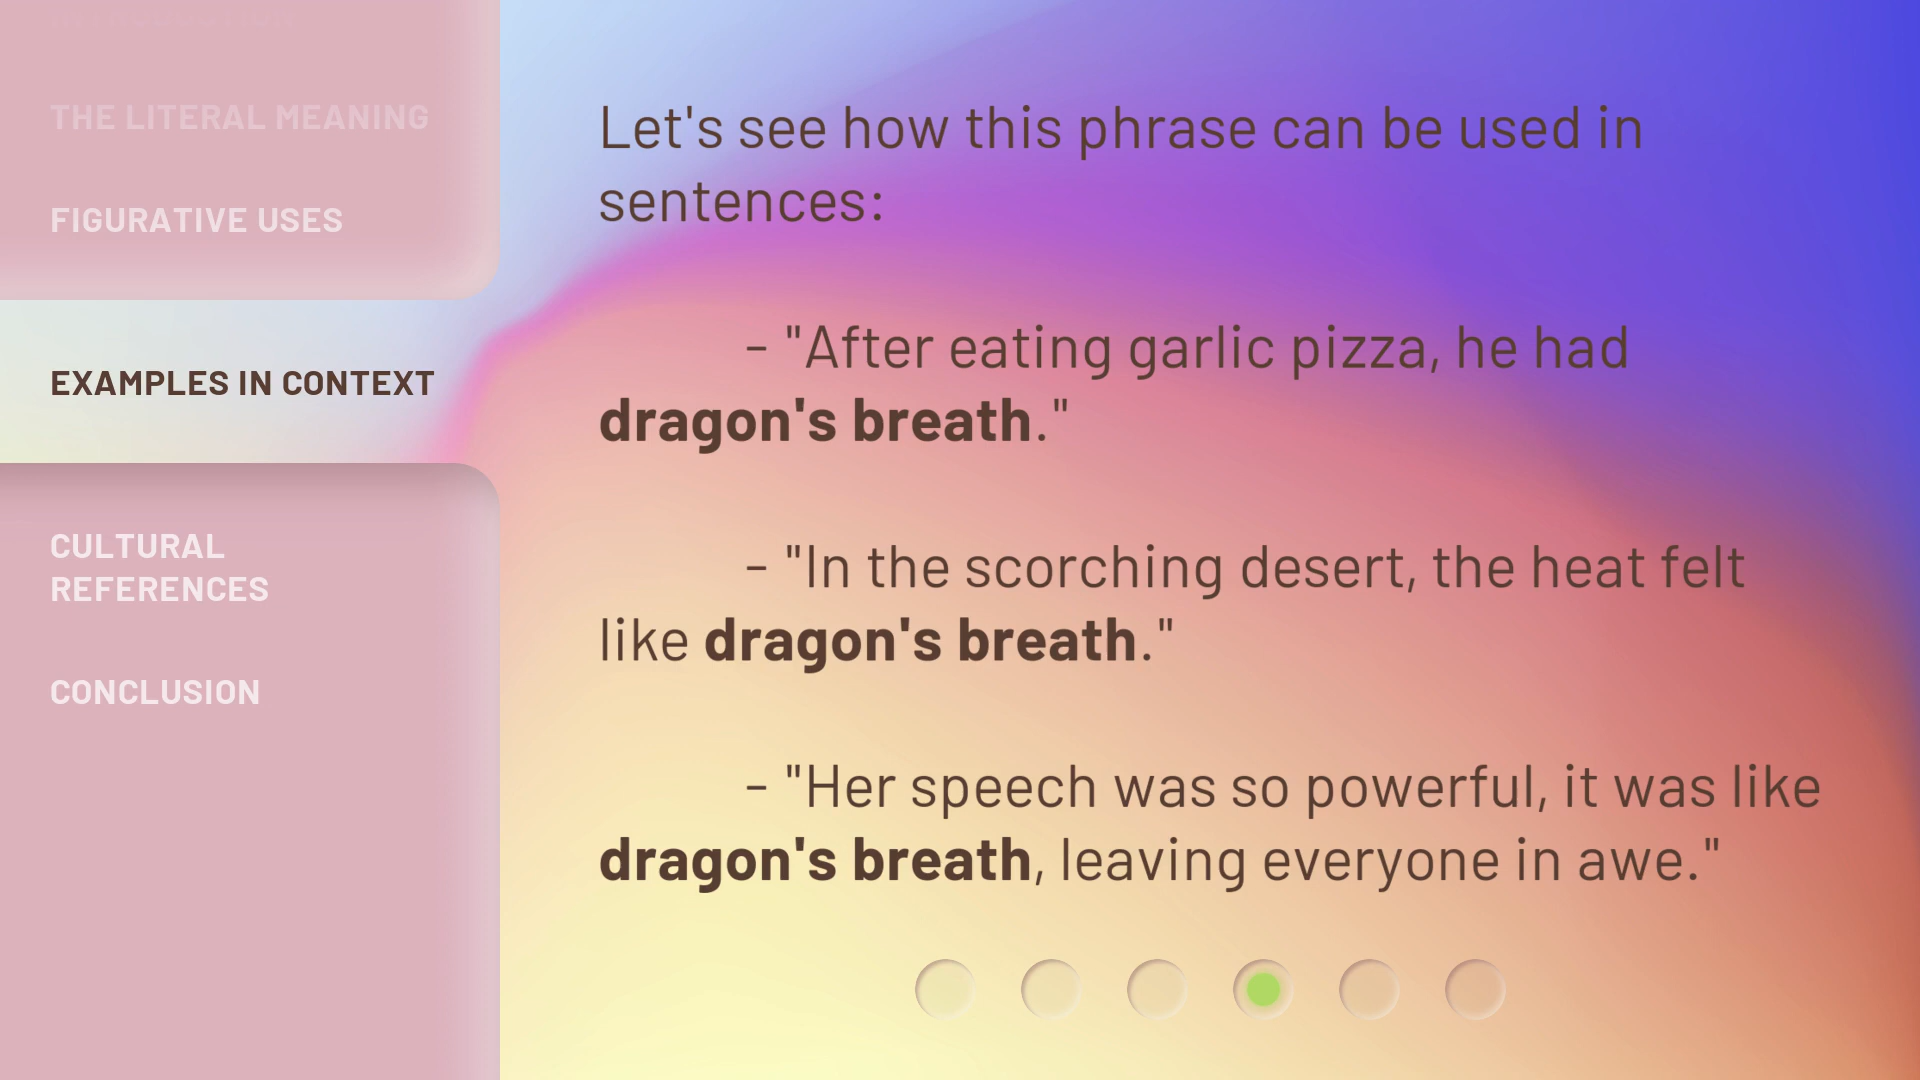 THE LITERAL MEANING
FIGURATIVE USES
EXAMPLES IN CONTEXT
CULTURAL
REFERENCES
CONCLUSION
Let's see how this phrase can be used in
sentences:
- "After eating garlic pizza, he had
dragon's breath."
- "In the scorching desert, the heat felt
like dragon's breath."
- "Her speech was so powerful, it was like
dragon's breath, leaving everyone in awe."